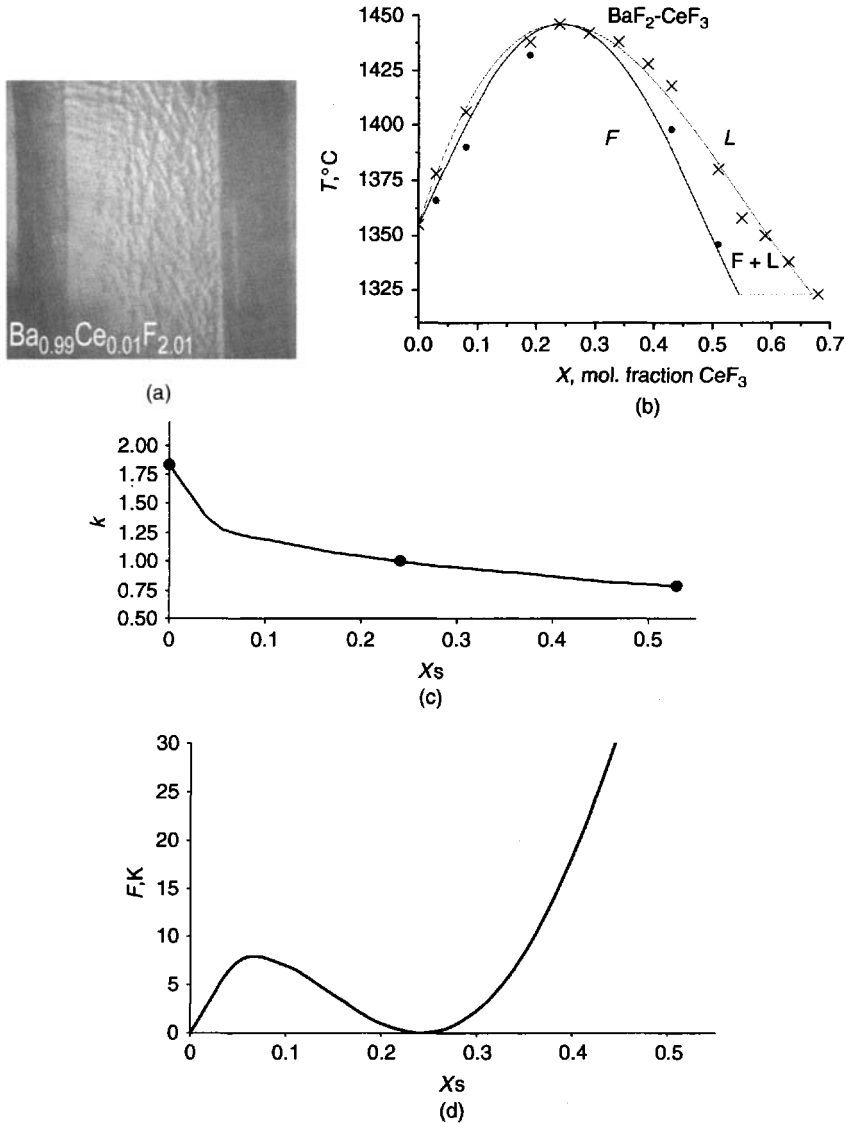 Ba0.99Ce0.01F2.01
(a)
BaF2-CeF3
1450
1425
1400
1375
1350
1325
T,°C
F
L
F + L
0.0 0.1 0.2 0.3 0.4 0.5 0.6 0.7
X, mol. fraction CeF3
(b)
2.00
1.75
1.50
1.25
1.00
0.75
0.50
k
0 0.1 0.2 0.3 0.4 0.5
Xs
(c)
30
25
20
15
10
5
0
F,K
0 0.1 0.2 0.3 0.4 0.5
Xs
(d)